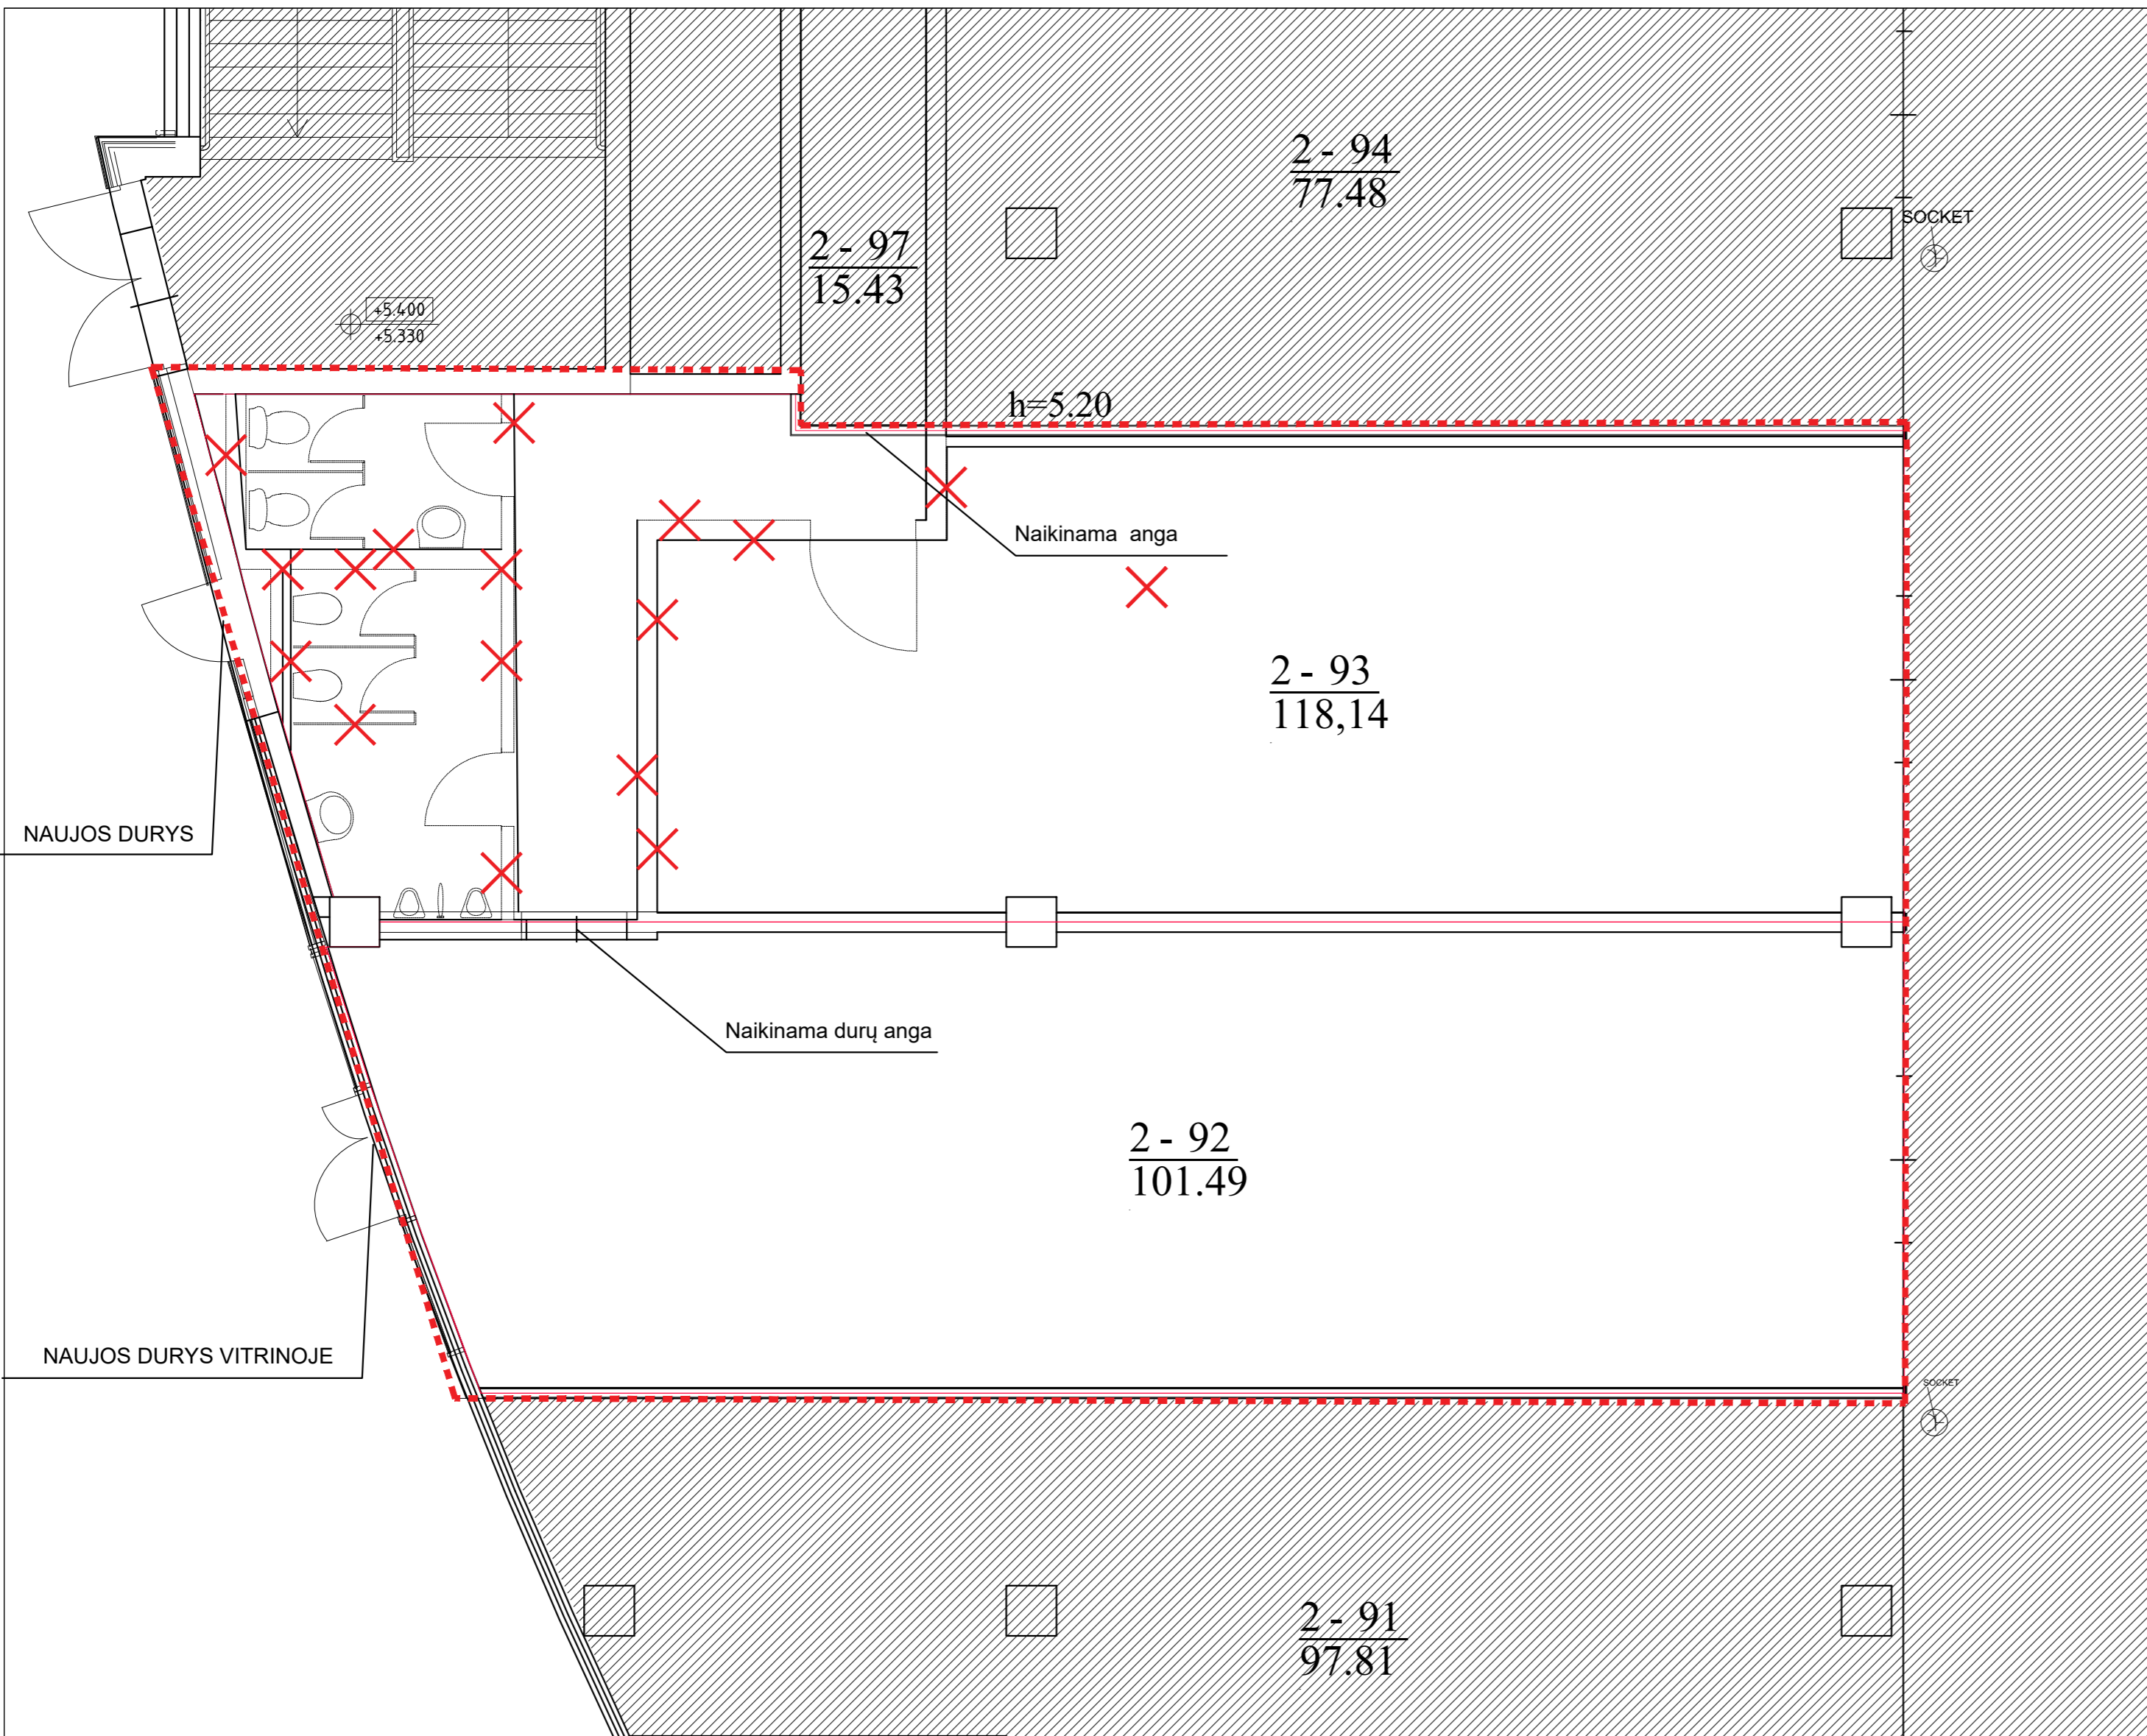 2 - 94
77.48
SOCKET
2 - 97
15.43
+5.400
+5.330
h=5.20
Naikinama anga
2 - 93
118,14
NAUJOS DURYS
Naikinama durų anga
2 - 92
101.49
NAUJOS DURYS VITRINOJE
SOCKET
2 - 91
97.81